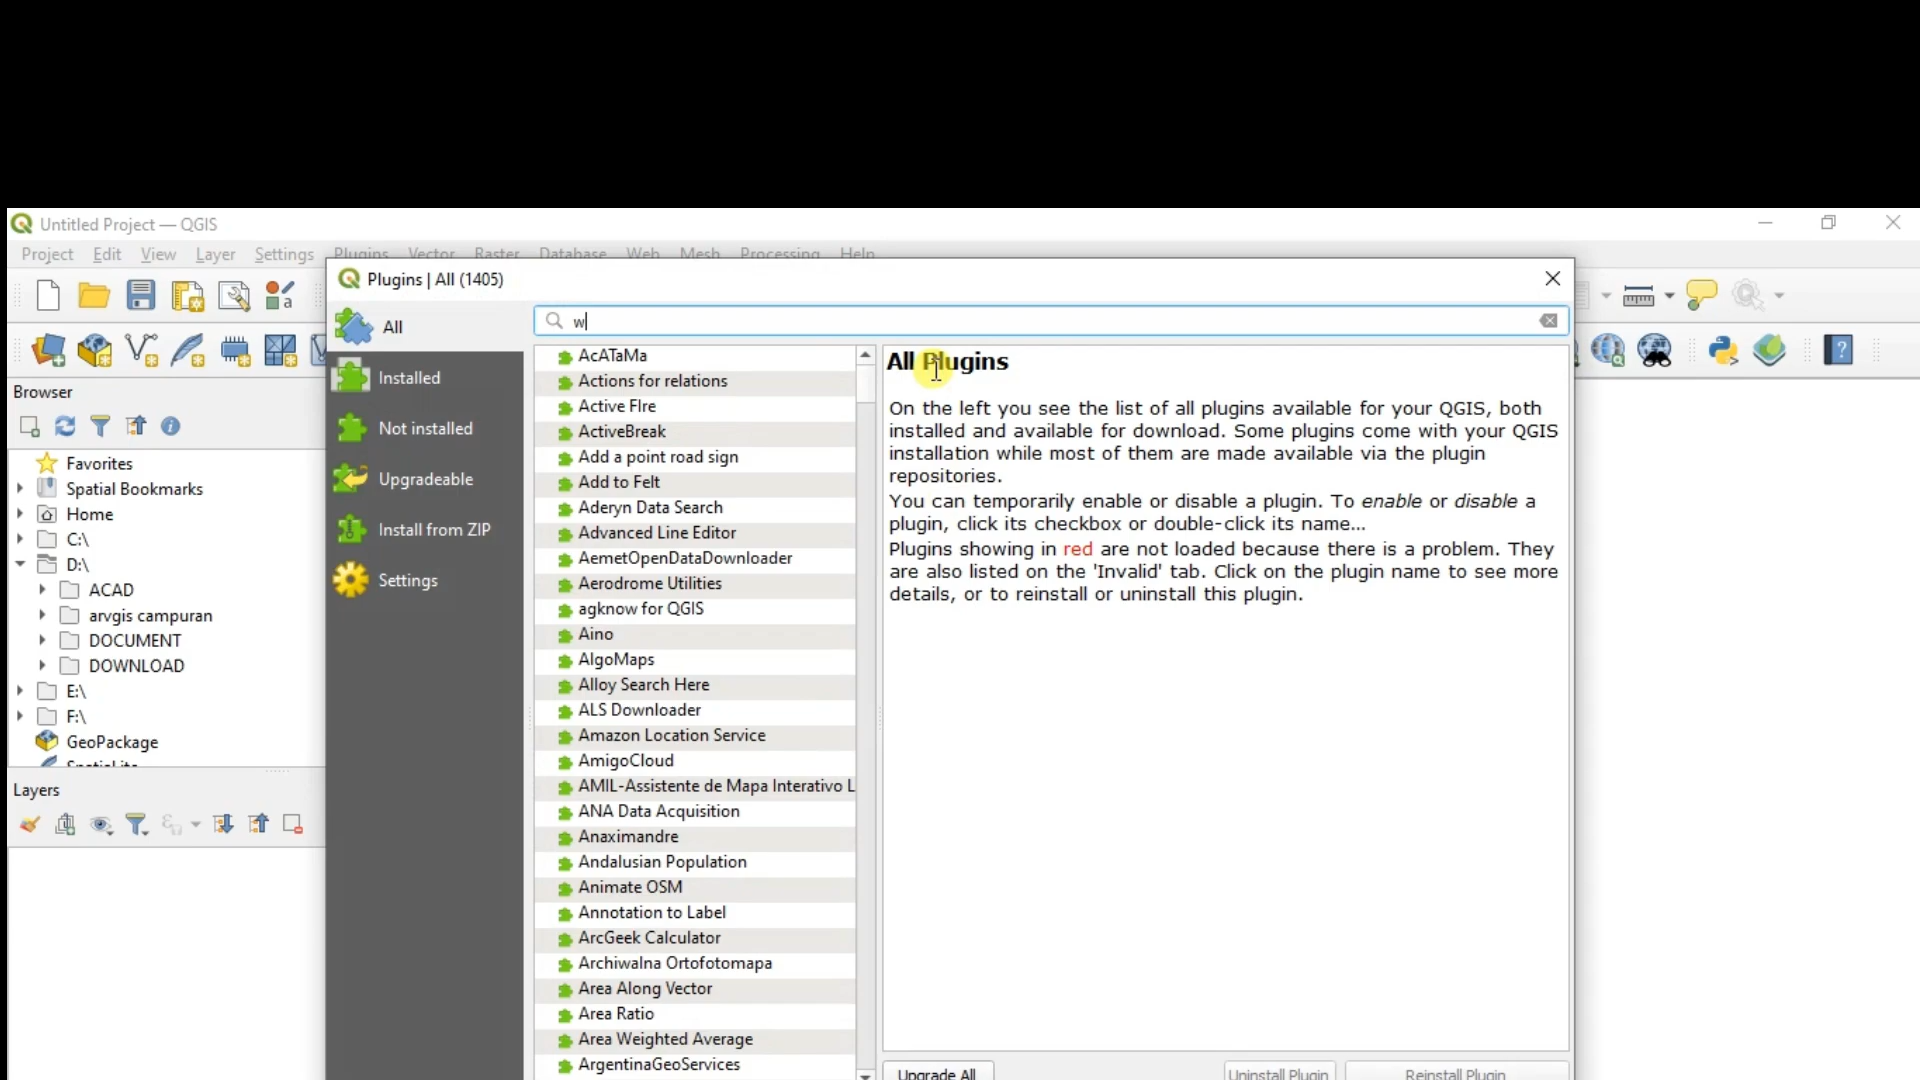 Untitled Project — QGIS
Project Edit View Layer Settings Plugins Vector Raster Database Web Mesh Processing Help
Plugins | All (1405)
All
w
Installed
Not installed
Upgradeable
Install from ZIP
Settings
Browser
Favorites
Spatial Bookmarks
Home
C:\
D:\
ACAD
arvgis campuran
DOCUMENT
DOWNLOAD
E:\
F:\
GeoPackage
SpatiaLite
Layers
AcATaMa
Actions for relations
Active FIre
ActiveBreak
Add a point road sign
Add to Felt
Aderyn Data Search
Advanced Line Editor
AemetOpenDataDownloader
Aerodrome Utilities
agknow for QGIS
Aino
AlgoMaps
Alloy Search Here
ALS Downloader
Amazon Location Service
AmigoCloud
AMIL-Assistente de Mapa Interativo L
ANA Data Acquisition
Anaximandre
Andalusian Population
Animate OSM
Annotation to Label
ArcGeek Calculator
Archiwalna Ortofotomapa
Area Along Vector
Area Ratio
Area Weighted Average
ArgentinaGeoServices
All Plugins
On the left you see the list of all plugins available for your QGIS, both
installed and available for download. Some plugins come with your QGIS
installation while most of them are made available via the plugin
repositories.
You can temporarily enable or disable a plugin. To enable or disable a
plugin, click its checkbox or double-click its name...
Plugins showing in red are not loaded because there is a problem. They
are also listed on the 'Invalid' tab. Click on the plugin name to see more
details, or to reinstall or uninstall this plugin.
Upgrade All
Uninstall Plugin
Reinstall Plugin